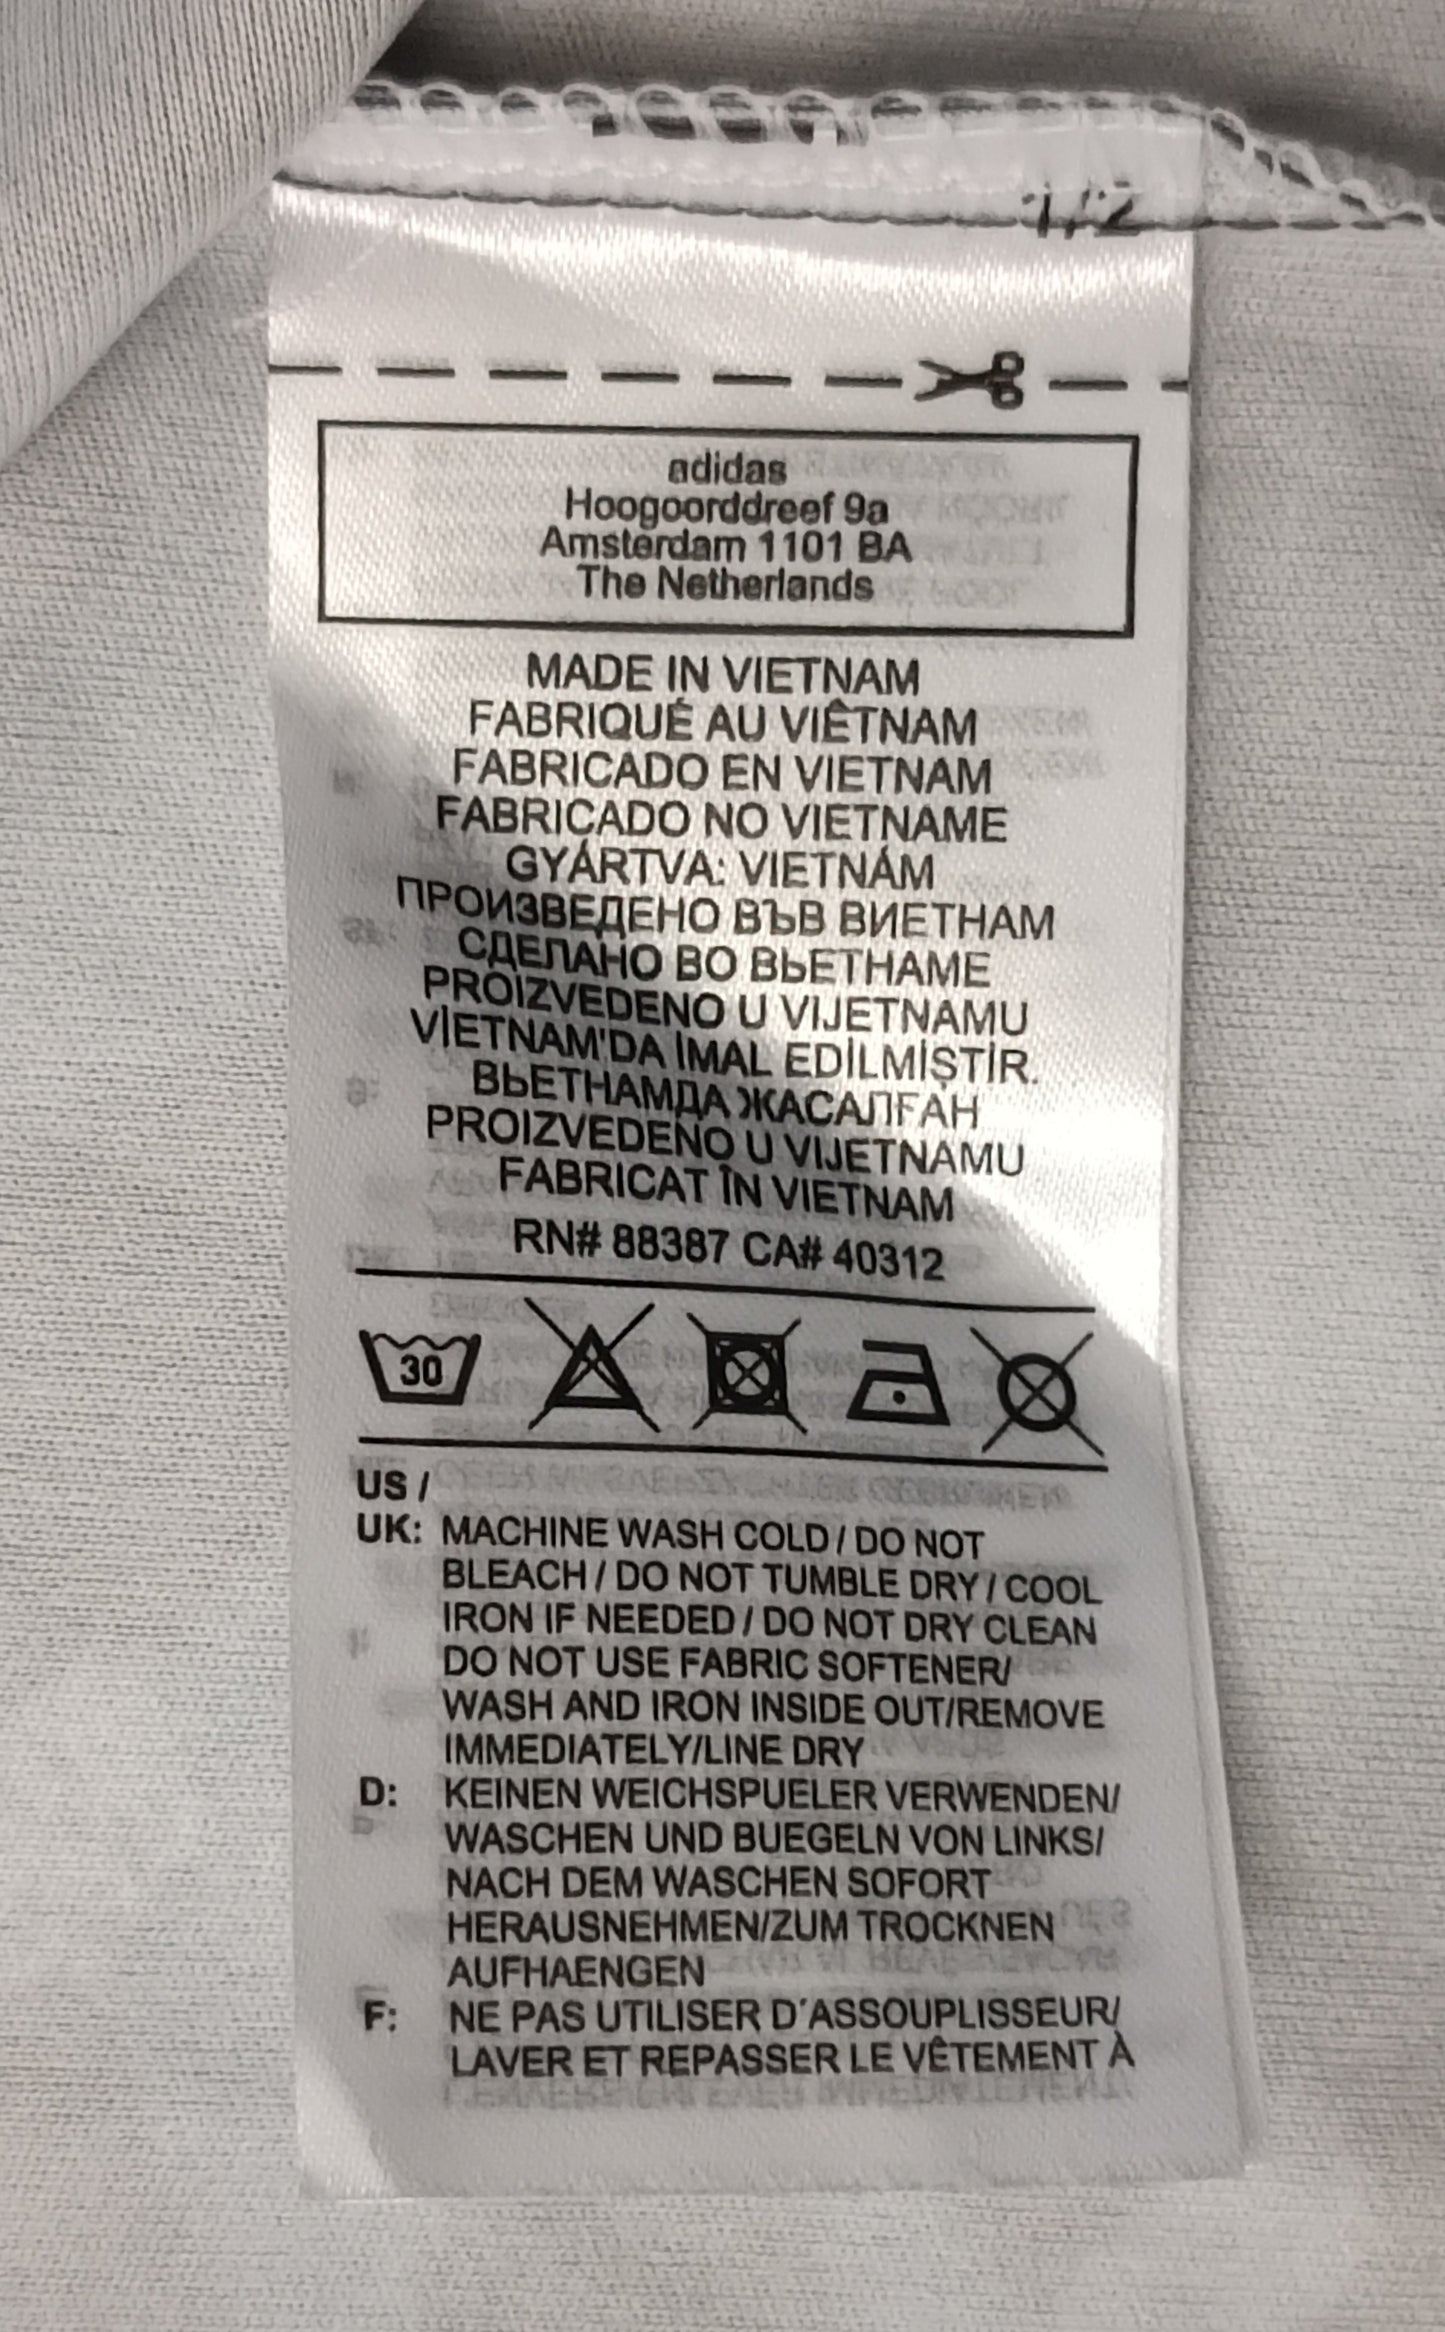 1/2
adidas
Hoogoorddreef 9a
Amsterdam 1101 BA
The Netherlands
MADE IN VIETNAM
FABRIQUÉ AU VIÊTNAM
FABRICADO EN VIETNAM
FABRICADO NO VIETNAME
GYÁRTVA: VIETNÁM
ПРОИЗВЕДЕНО ВЪВ ВИЕТНАМ
СДЕЛАНО ВО ВЬЕТНАМЕ
PROIZVEDENO U VIJETNAMU
VİETNAM'DA İMAL EDİLMİŞTİR.
ВЬЕТНАМДА ЖАСАЛҒАН
PROIZVEDENO U VIJETNAMU
FABRICAT ÎN VIETNAM
RN# 88387 CA# 40312
30
US /
UK: MACHINE WASH COLD / DO NOT
BLEACH / DO NOT TUMBLE DRY / COOL
IRON IF NEEDED / DO NOT DRY CLEAN
DO NOT USE FABRIC SOFTENER/
WASH AND IRON INSIDE OUT/REMOVE
IMMEDIATELY/LINE DRY
D: KEINEN WEICHSPUELER VERWENDEN/
WASCHEN UND BUEGELN VON LINKS/
NACH DEM WASCHEN SOFORT
HERAUSNEHMEN/ZUM TROCKNEN
AUFHAENGEN
F: NE PAS UTILISER D'ASSOUPLISSEUR/
LAVER ET REPASSER LE VÊTEMENT À